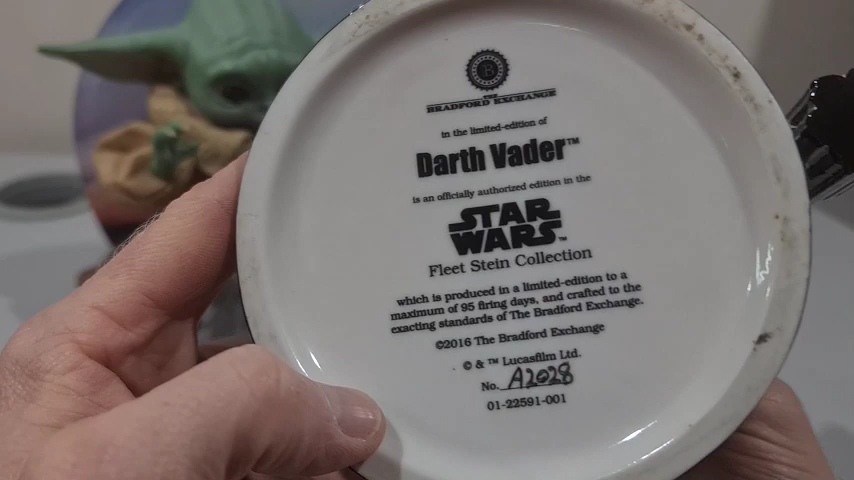 B
THE
BRADFORD EXCHANGE
in the limited-edition of
Darth Vader™
is an officially authorized edition in the
STAR
WARS™
Fleet Stein Collection
which is produced in a limited-edition to a
maximum of 95 firing days, and crafted to the
exacting standards of The Bradford Exchange.
©2016 The Bradford Exchange
© & ™ Lucasfilm Ltd.
No. A2028
01-22591-001